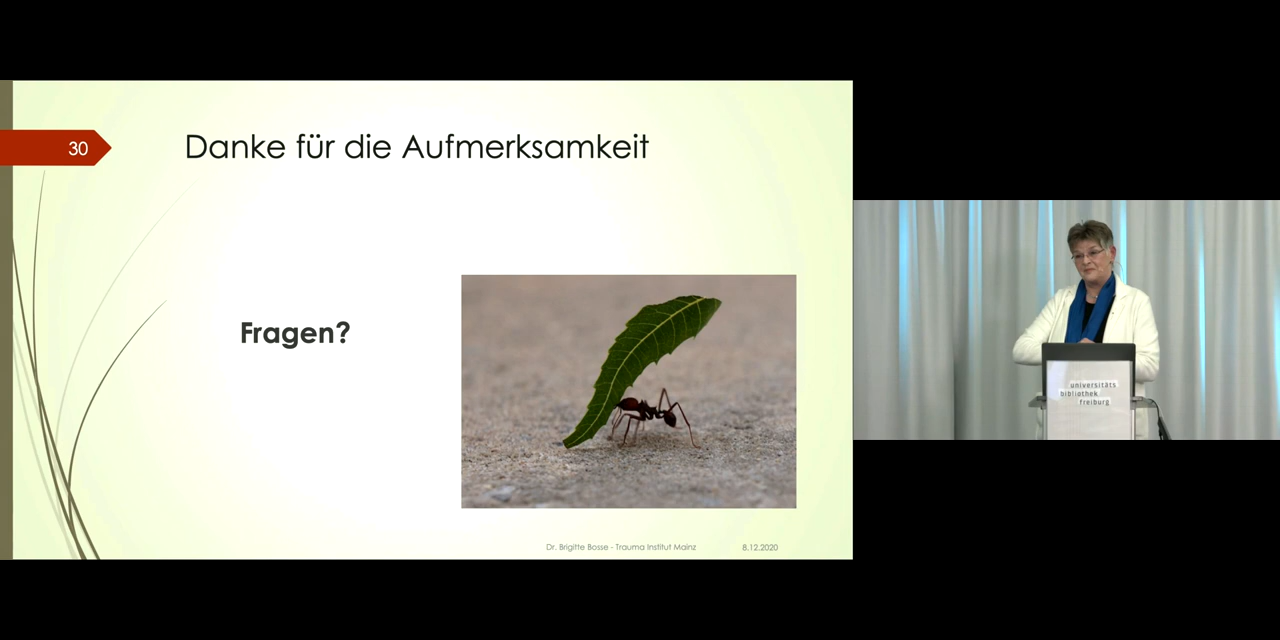 30
Danke für die Aufmerksamkeit
Fragen?
Dr. Brigitte Bosse - Trauma Institut Mainz
8.12.2020
universitäts
bibliothek
freiburg